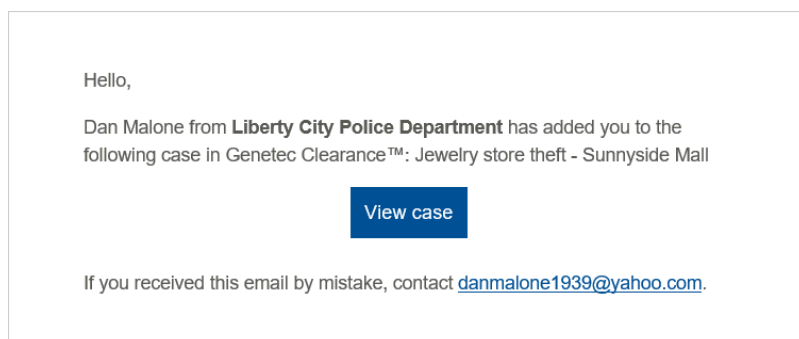 Hello,
Dan Malone from Liberty City Police Department has added you to the
following case in Genetec Clearance™: Jewelry store theft - Sunnyside Mall
View case
If you received this email by mistake, contact danmalone1939@yahoo.com.